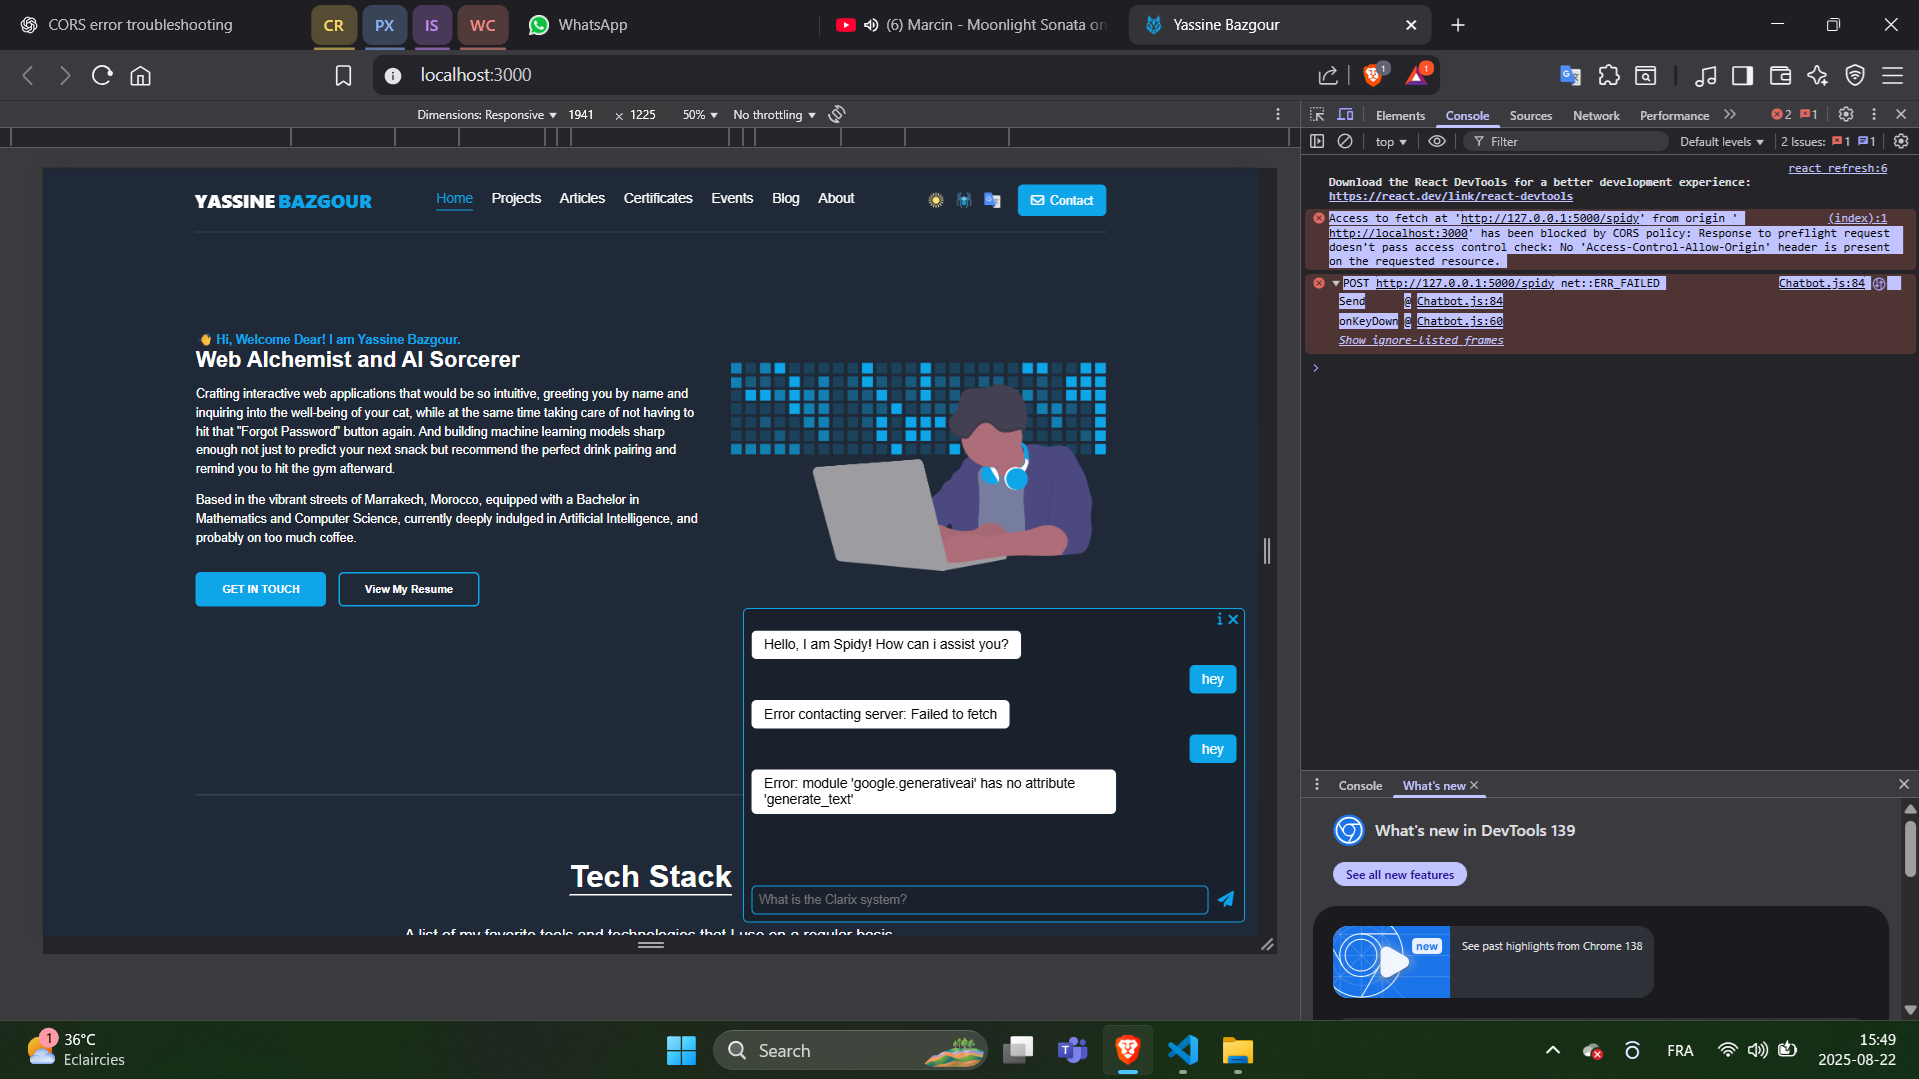 CORS error troubleshooting
CR
PX
IS
WC
WhatsApp
(6) Marcin - Moonlight Sonata on
Yassine Bazgour
localhost:3000
1
1
Dimensions: Responsive
1941
×
1225
50%
No throttling
Elements
Console
Sources
Network
Performance
2
1
top
Filter
Default levels
2 Issues:
1
1
YASSINE BAZGOUR
Home
Projects
Articles
Certificates
Events
Blog
About
Contact
👋 Hi, Welcome Dear! I am Yassine Bazgour.
Web Alchemist and AI Sorcerer
Crafting interactive web applications that would be so intuitive, greeting you by name and
inquiring into the well-being of your cat, while at the same time taking care of not having to
hit that "Forgot Password" button again. And building machine learning models sharp
enough not just to predict your next snack but recommend the perfect drink pairing and
remind you to hit the gym afterward.
Based in the vibrant streets of Marrakech, Morocco, equipped with a Bachelor in
Mathematics and Computer Science, currently deeply indulged in Artificial Intelligence, and
probably on too much coffee.
GET IN TOUCH
View My Resume
Tech Stack
A list of my favorite tools and technologies that I use on a regular basis
i
Hello, I am Spidy! How can i assist you?
hey
Error contacting server: Failed to fetch
hey
Error: module 'google.generativeai' has no attribute
'generate_text'
What is the Clarix system?
react refresh:6
Download the React DevTools for a better development experience:
https://react.dev/link/react-devtools
Access to fetch at 'http://127.0.0.1:5000/spidy' from origin '
(index):1
http://localhost:3000' has been blocked by CORS policy: Response to preflight request
doesn't pass access control check: No 'Access-Control-Allow-Origin' header is present
on the requested resource.
POST http://127.0.0.1:5000/spidy net::ERR_FAILED
Chatbot.js:84
Send @ Chatbot.js:84
onKeyDown @ Chatbot.js:60
Show ignore-listed frames
Console
What's new
What's new in DevTools 139
See all new features
new
See past highlights from Chrome 138
1
36°C
Eclaircies
Search
FRA
15:49
2025-08-22